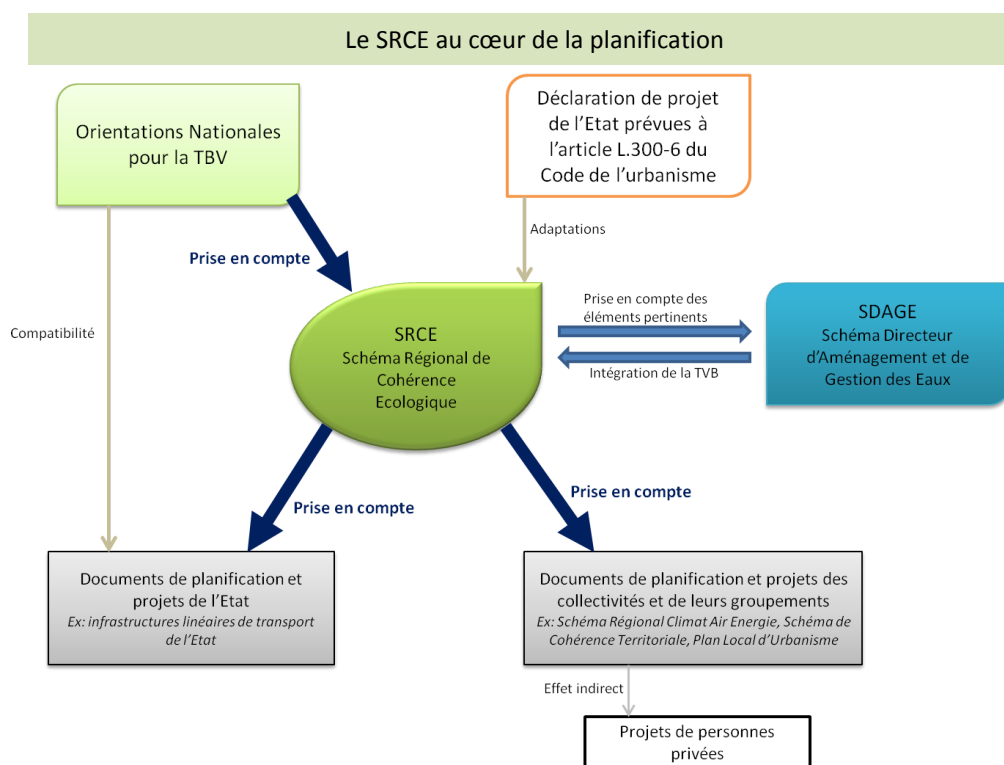 Le SRCE au cœur de la planification
Orientations Nationales
pour la TBV
Déclaration de projet
de l'Etat prévues à
l'article L.300-6 du
Code de l'urbanisme
Adaptations
Prise en compte
Compatibilité
SRCE
Schéma Régional de
Cohérence
Ecologique
Prise en compte des
éléments pertinents
Intégration de la TVB
SDAGE
Schéma Directeur
d'Aménagement et de
Gestion des Eaux
Prise en compte
Prise en compte
Documents de planification et
projets de l'Etat
Ex: infrastructures linéaires de transport
de l'Etat
Documents de planification et projets des
collectivités et de leurs groupements
Ex: Schéma Régional Climat Air Energie, Schéma de
Cohérence Territoriale, Plan Local d'Urbanisme
Effet indirect
Projets de personnes
privées